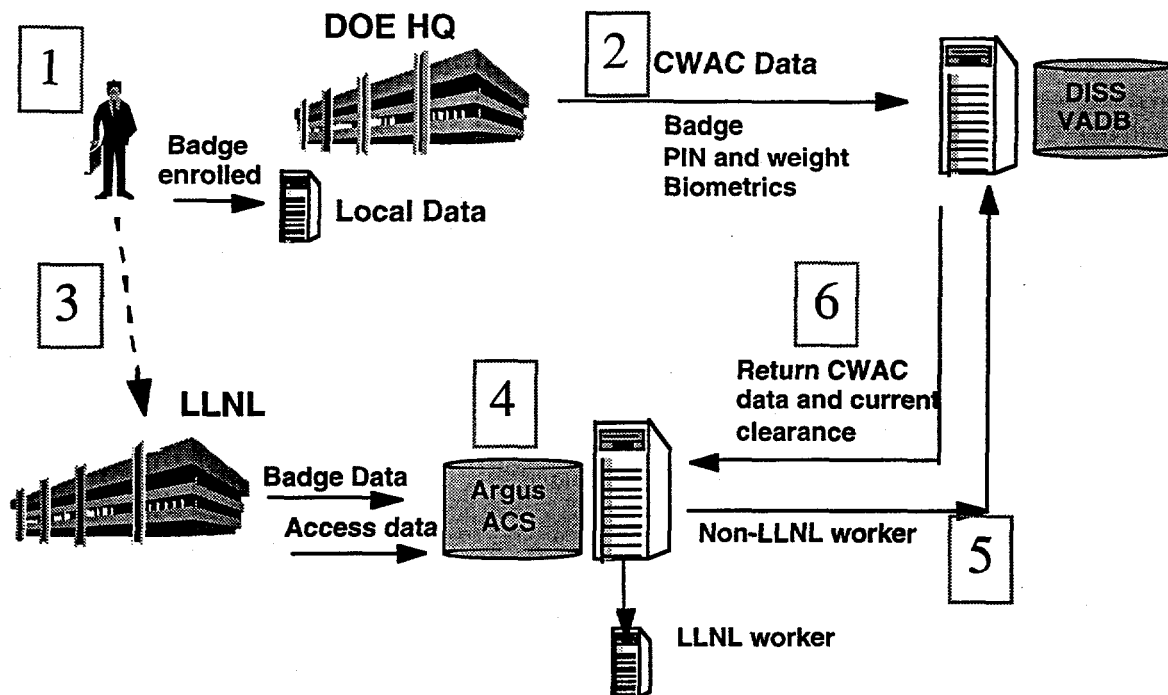 1
DOE HQ
2
CWAC Data
DISS
VADB
Badge
enrolled
Badge
PIN and weight
Biometrics
Local Data
3
6
Return CWAC
data and current
clearance
LLNL
4
Badge Data
Access data
Argus
ACS
Non-LLNL worker
5
LLNL worker